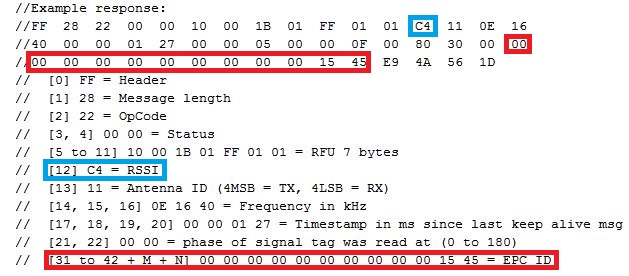 //Example response:
//FF 28 22 00 00 10 00 1B 01 FF 01 01 C4 11 0E 16
//40 00 00 01 27 00 00 05 00 00 0F 00 80 30 00 00
//00 00 00 00 00 00 00 00 00 15 45 E9 4A 56 1D
// [0] FF = Header
// [1] 28 = Message length
// [2] 22 = OpCode
// [3, 4] 00 00 = Status
// [5 to 11] 10 00 1B 01 FF 01 01 = RFU 7 bytes
// [12] C4 = RSSI
// [13] 11 = Antenna ID (4MSB = TX, 4LSB = RX)
// [14, 15, 16] 0E 16 40 = Frequency in kHz
// [17, 18, 19, 20] 00 00 01 27 = Timestamp in ms since last keep alive msg
// [21, 22] 00 00 = phase of signal tag was read at (0 to 180)
// [31 to 42 + M + N] 00 00 00 00 00 00 00 00 00 00 15 45 = EPC ID